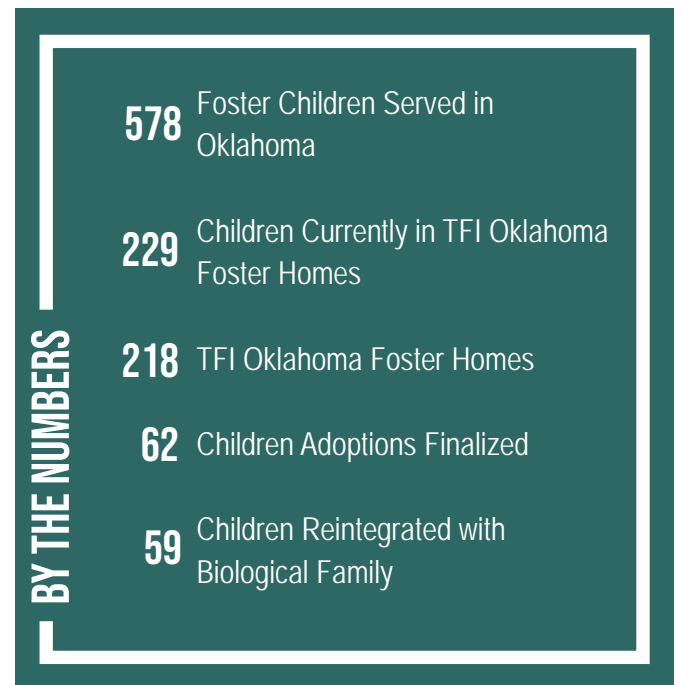 578 Foster Children Served in
Oklahoma
229 Children Currently in TFI Oklahoma
Foster Homes
218 TFI Oklahoma Foster Homes
62 Children Adoptions Finalized
59 Children Reintegrated with
Biological Family
BY THE NUMBERS